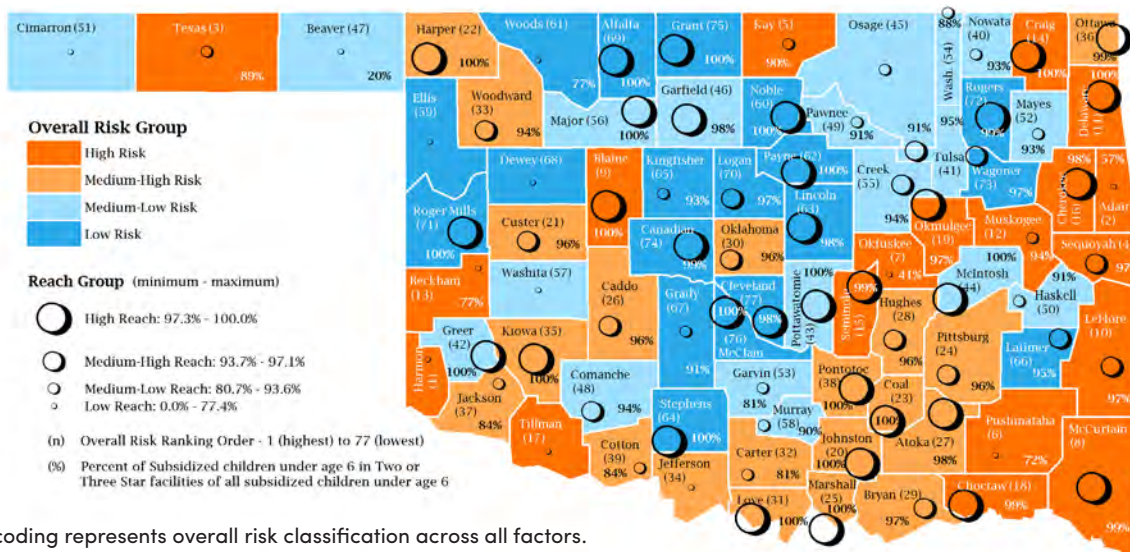 Cimarron (51)
Texas (3)
89%
Beaver (47)
20%
Harper (22)
100%
Woods (61)
77%
Alfalfa
(69)
100%
Grant (75)
100%
Kay (5)
90%
Osage (45)
88%
Wash. (54)
95%
Nowata
(40)
93%
Craig
(14)
100%
Ottawa
(36)
99%
Ellis
(59)
Woodward
(33)
94%
Major (56)
100%
Garfield (46)
98%
Noble
(60)
100%
Pawnee
(49)
91%
91%
Rogers
(72)
99%
Mayes
(52)
93%
100%
Delaware
(11)
Overall Risk Group
High Risk
Medium-High Risk
Medium-Low Risk
Low Risk
Dewey (68)
Blaine
(9)
100%
Kingfisher
(65)
93%
Logan
(70)
97%
Payne (62)
100%
Creek
(55)
94%
Tulsa
(41)
Wagoner
(73)
97%
98%
Cherokee
(16)
57%
Adair
(2)
Roger Mills
(71)
100%
Custer (21)
96%
Canadian
(74)
99%
Oklahoma
(30)
96%
Lincoln
(63)
98%
Okfuskee
(7)
41%
Okmulgee
(19)
97%
Muskogee
(12)
94%
Sequoyah (4
97%
Beckham
(13)
77%
Washita (57)
Caddo
(26)
96%
Grady
(67)
91%
Cleveland
(77)
98%
100%
(76)
McClain
100%
Pottawatomie
(43)
99%
Seminole
(15)
Hughes
(28)
96%
100%
McIntosh
(44)
91%
Haskell
(50)
LeFlore
(10)
97%
Reach Group (minimum - maximum)
High Reach: 97.3% - 100.0%
Medium-High Reach: 93.7% - 97.1%
Medium-Low Reach: 80.7% - 93.6%
Low Reach: 0.0% - 77.4%
Greer
(42)
100%
Kiowa (35)
100%
Harmon (1)
Jackson
(37)
84%
Comanche
(48)
94%
Garvin (53)
81%
Pontotoc
(38)
100%
Pittsburg
(24)
96%
Latimer
(66)
95%
Tillman
(17)
Cotton
(39)
84%
Stephens
(64)
100%
Murray
(58)
90%
Coal
(23)
100%
Atoka (27)
98%
Pushmataha
(6)
72%
McCurtain
(8)
99%
Jefferson
(34)
Carter (32)
81%
Johnston
(20)
100%
Love (31)
100%
Marshall
(25)
100%
Bryan (29)
97%
Choctaw (18)
99%
(n) Overall Risk Ranking Order - 1 (highest) to 77 (lowest)
(%) Percent of Subsidized children under age 6 in Two or
Three Star facilities of all subsidized children under age 6
coding represents overall risk classification across all factors.